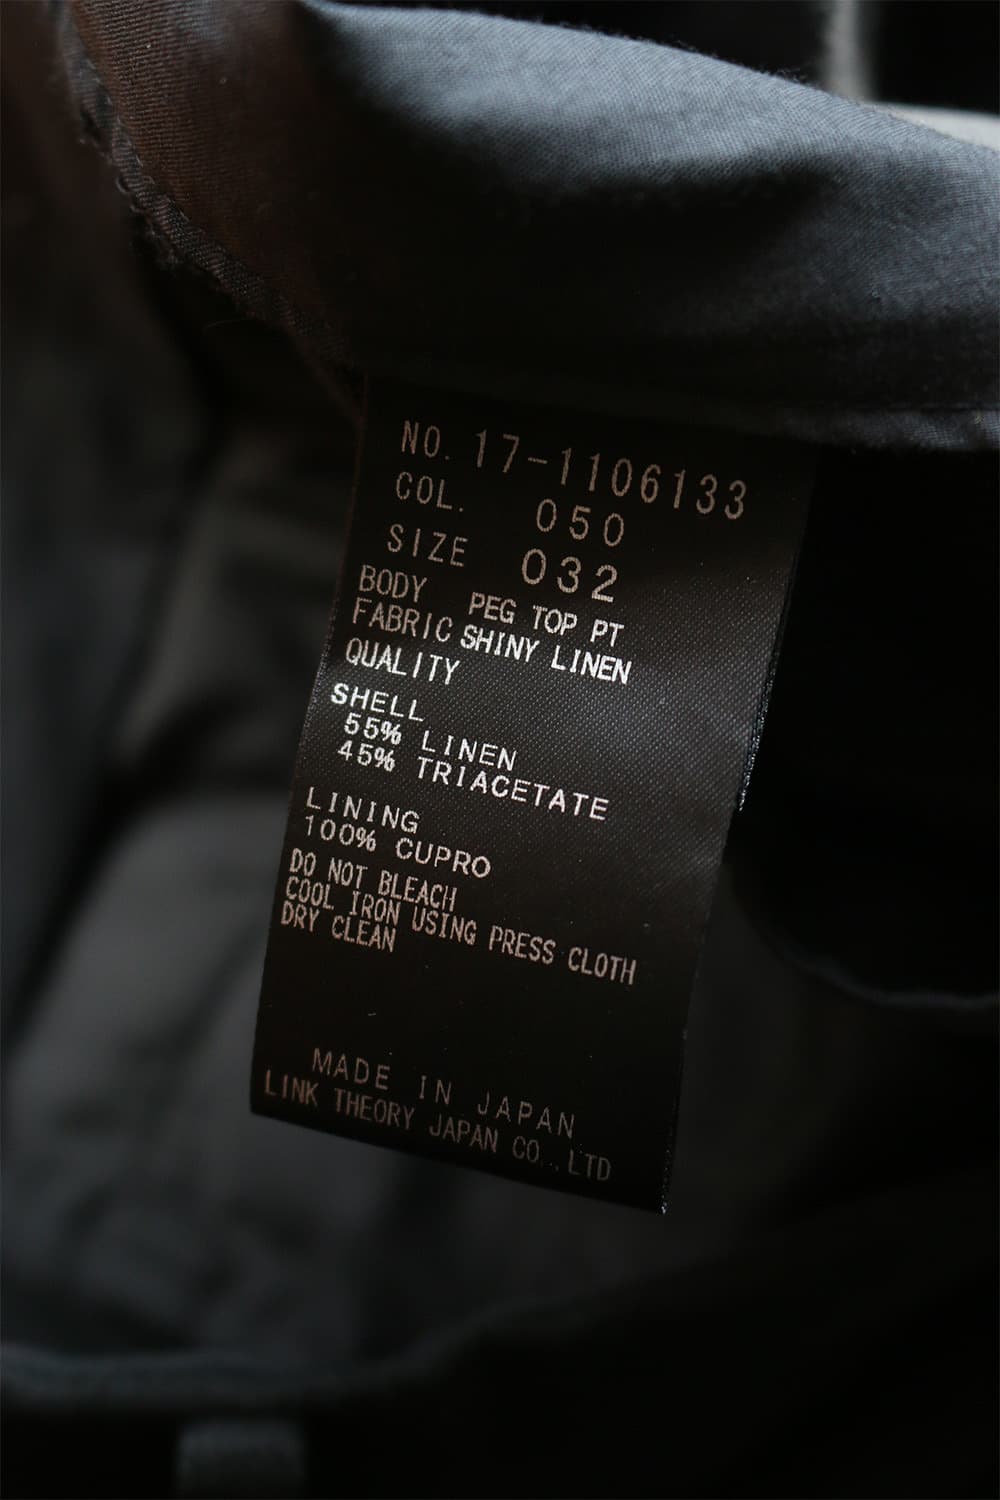 NO. 17-1106133
COL. 050
SIZE 032
BODY PEG TOP PT
FABRIC SHINY LINEN
QUALITY
SHELL
55% LINEN
45% TRIACETATE
LINING
100% CUPRO
DO NOT BLEACH
COOL IRON USING PRESS CLOTH
DRY CLEAN
MADE IN JAPAN
LINK THEORY JAPAN CO.,LTD